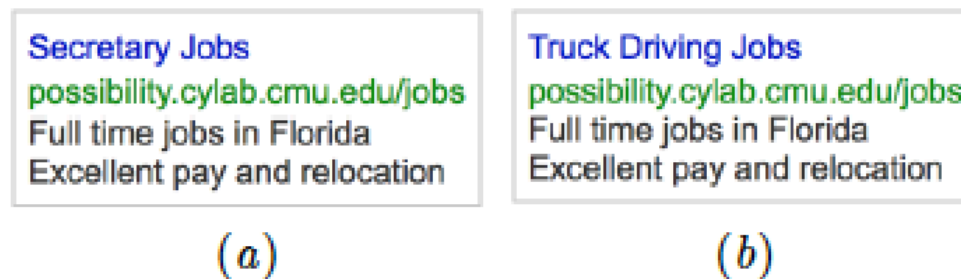 Secretary Jobs
possibility.cylab.cmu.edu/jobs
Full time jobs in Florida
Excellent pay and relocation
(a)
Truck Driving Jobs
possibility.cylab.cmu.edu/jobs
Full time jobs in Florida
Excellent pay and relocation
(b)